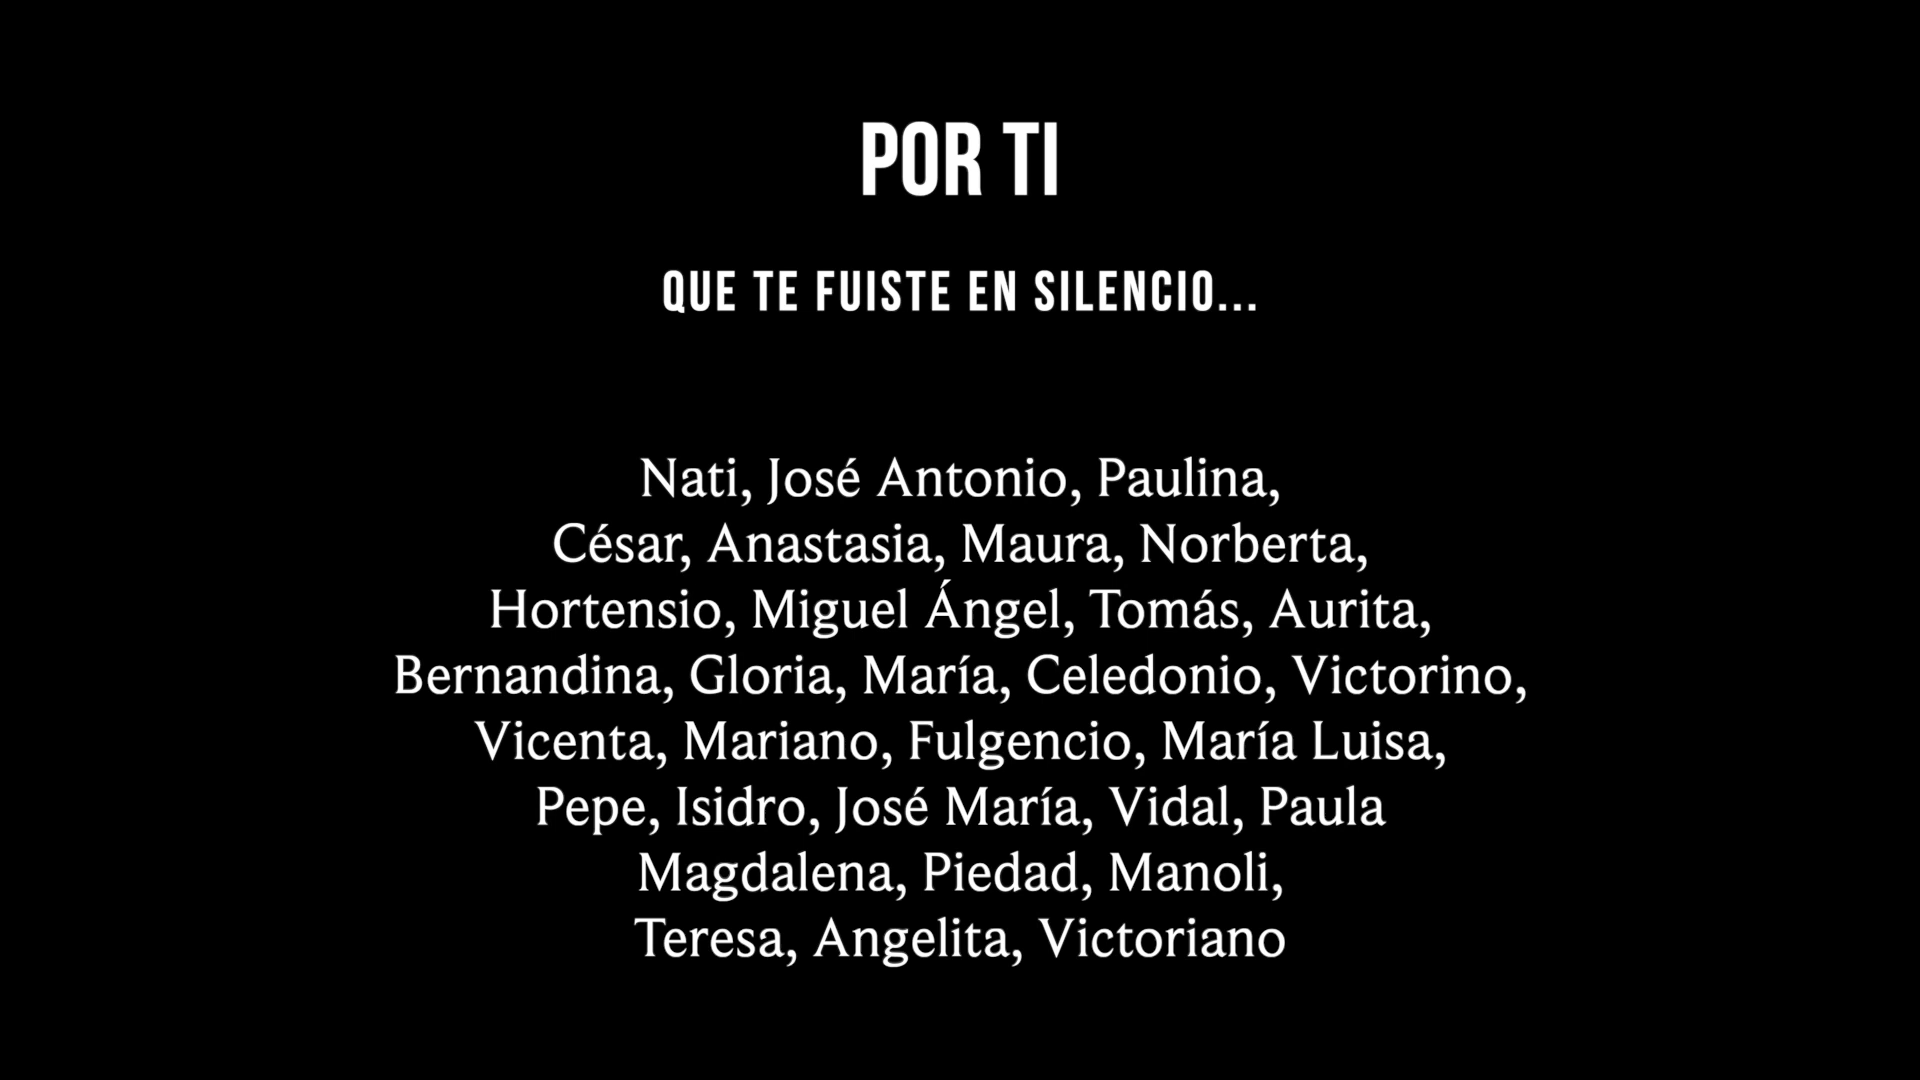 POR TI
QUE TE FUISTE EN SILENCIO...
Nati, José Antonio, Paulina,
César, Anastasia, Maura, Norberta,
Hortensio, Miguel Ángel, Tomás, Aurita,
Bernandina, Gloria, María, Celedonio, Victorino,
Vicenta, Mariano, Fulgencio, María Luisa,
Pepe, Isidro, José María, Vidal, Paula
Magdalena, Piedad, Manoli,
Teresa, Angelita, Victoriano